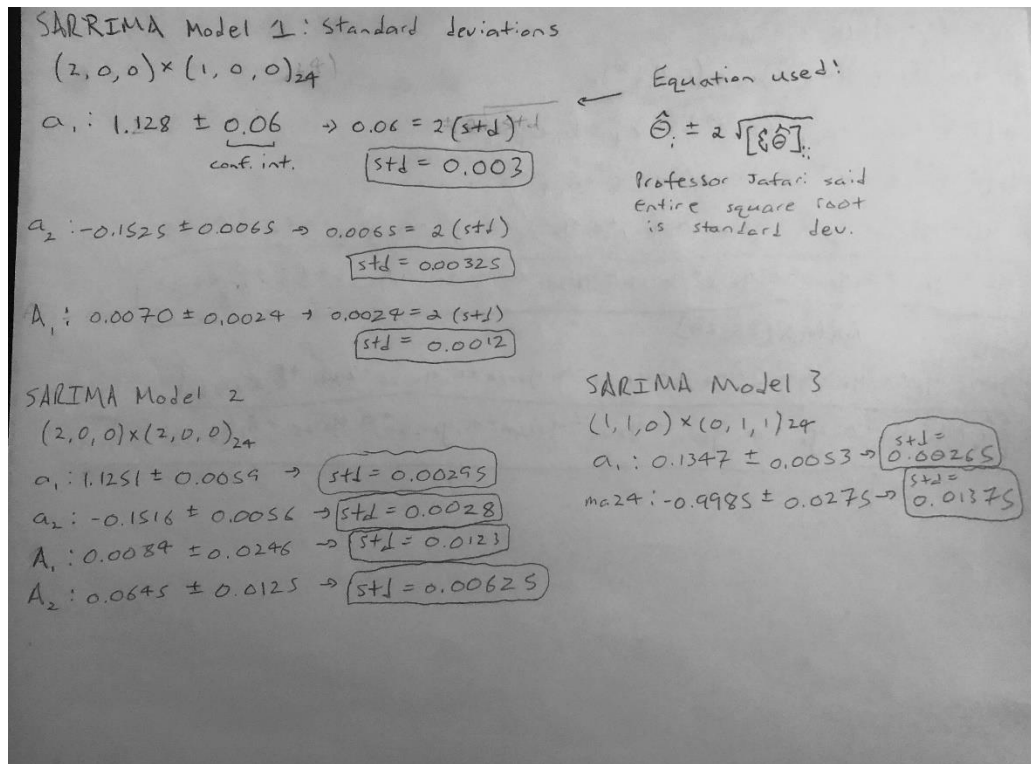 SARRIMA Model 1: Standard deviations
(2,0,0)×(1,0,0)24
Equation used!
a1: 1.128 ± 0.06 → 0.06 = 2(std)
conf. int.
std = 0.003
Θ̂i ± 2 √[ΣΘ̂]ii
Professor Jafari said
Entire square root
is standard dev.
a2: -0.1525 ± 0.0065 → 0.0065 = 2(std)
std = 0.00325
A1: 0.0070 ± 0.0024 → 0.0024 = 2(std)
std = 0.0012
SARIMA Model 2
(2,0,0)×(2,0,0)24
a1: 1.1251 ± 0.0059 → std = 0.00295
a2: -0.1516 ± 0.0056 → std = 0.0028
A1: 0.0084 ± 0.0246 → std = 0.0123
A2: 0.0645 ± 0.0125 → std = 0.00625
SARIMA Model 3
(1,1,0)×(0,1,1)24
a1: 0.1347 ± 0.0053 → std = 0.00265
ma24: -0.9985 ± 0.0275 → std = 0.01375